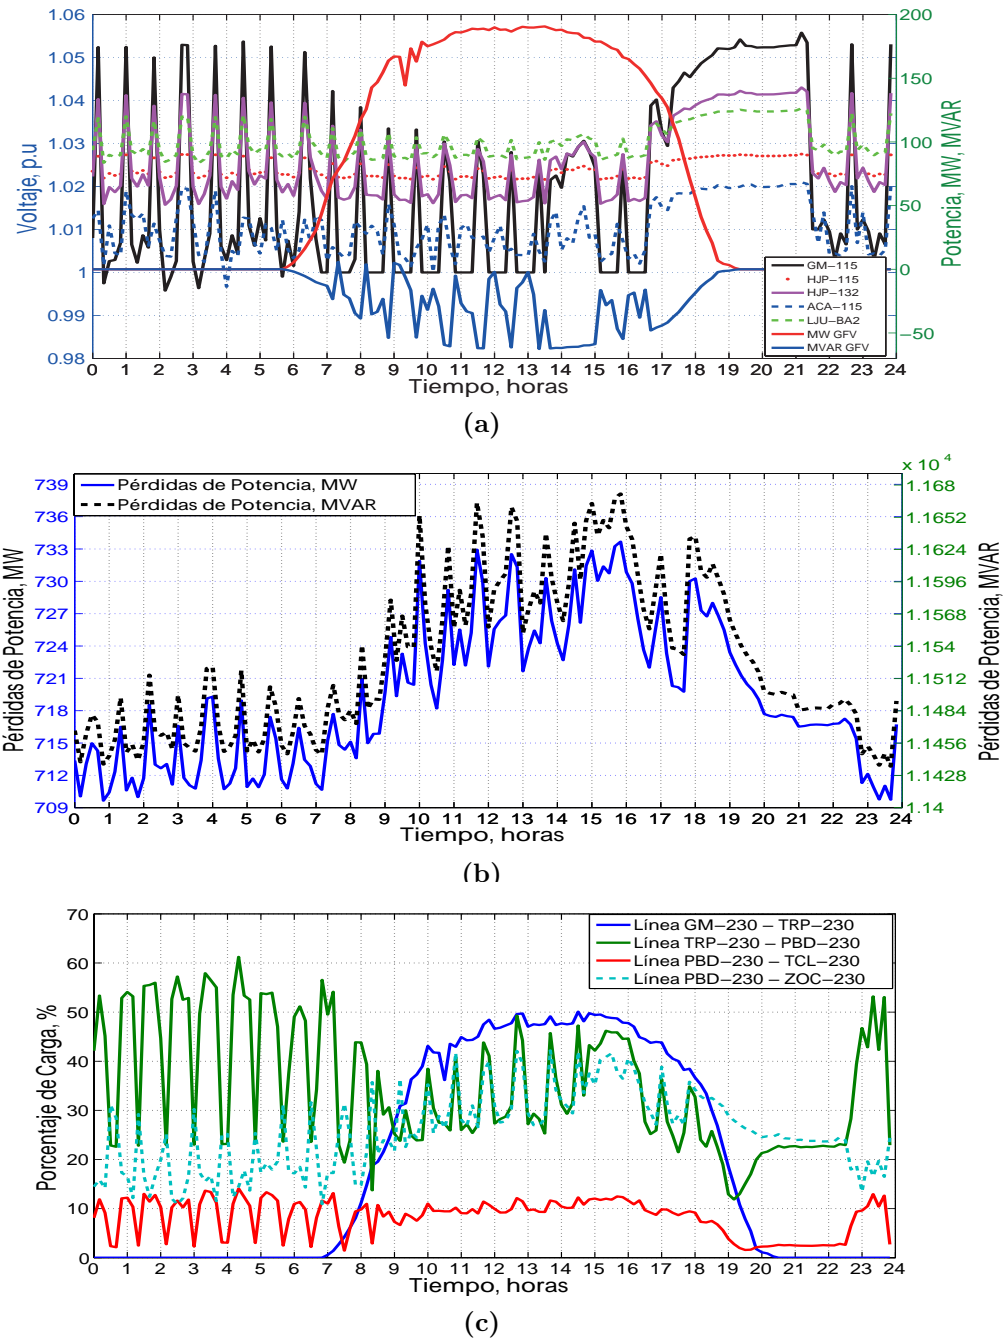 1.06
1.05
1.04
1.03
1.02
1.01
1
0.99
0.98
Voltaje, p.u
200
150
100
50
0
−50
Potencia, MW, MVAR
GM−115
HJP−115
HJP−132
ACA−115
LJU−BA2
MW GFV
MVAR GFV
0 1 2 3 4 5 6 7 8 9 10 11 12 13 14 15 16 17 18 19 20 21 22 23 24
Tiempo, horas
(a)
x 10 4
739
736
733
730
727
724
721
718
715
712
709
Pérdidas de Potencia, MW
Pérdidas de Potencia, MW
Pérdidas de Potencia, MVAR
1.168
1.1652
1.1624
1.1596
1.1568
1.154
1.1512
1.1484
1.1456
1.1428
1.14
Pérdidas de Potencia, MVAR
0 1 2 3 4 5 6 7 8 9 10 11 12 13 14 15 16 17 18 19 20 21 22 23 24
Tiempo, horas
(b)
70
60
50
40
30
20
10
0
Porcentaje de Carga, %
Línea GM−230 − TRP−230
Línea TRP−230 − PBD−230
Línea PBD−230 − TCL−230
Línea PBD−230 − ZOC−230
0 1 2 3 4 5 6 7 8 9 10 11 12 13 14 15 16 17 18 19 20 21 22 23 24
Tiempo, horas
(c)